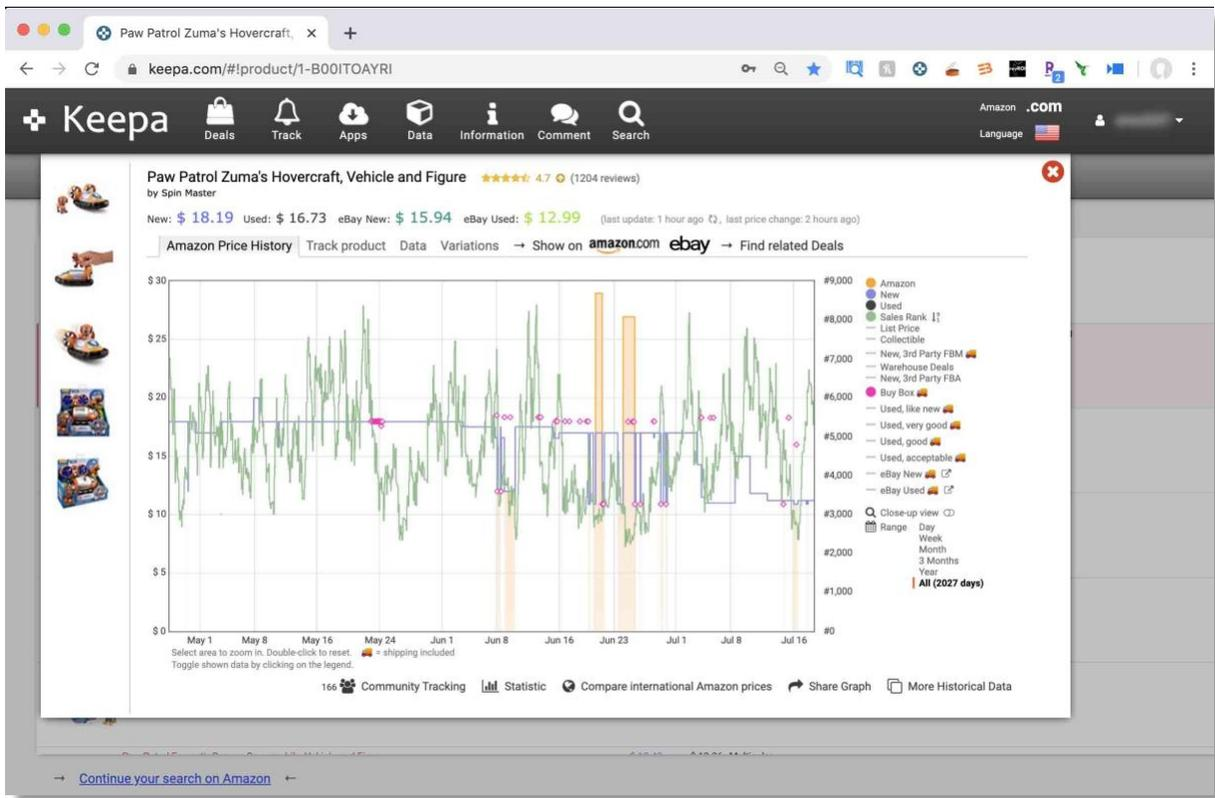 Paw Patrol Zuma's Hovercraft,
keepa.com/#!product/1-B00ITOAYRI
Keepa
Deals
Track
Apps
Data
Information
Comment
Search
Amazon .com
Language
Paw Patrol Zuma's Hovercraft, Vehicle and Figure 4.7 (1204 reviews)
by Spin Master
New: $ 18.19 Used: $ 16.73 eBay New: $ 15.94 eBay Used: $ 12.99 (last update: 1 hour ago, last price change: 2 hours ago)
Amazon Price History Track product Data Variations → Show on amazon.com ebay → Find related Deals
$ 30
$ 25
$ 20
$ 15
$ 10
$ 5
$ 0
#9,000
#8,000
#7,000
#6,000
#5,000
#4,000
#3,000
#2,000
#1,000
#0
May 1 May 8 May 16 May 24 Jun 1 Jun 8 Jun 16 Jun 23 Jul 1 Jul 8 Jul 16
Select area to zoom in. Double-click to reset. = shipping included
Toggle shown data by clicking on the legend.
Amazon
New
Used
Sales Rank
List Price
Collectible
New, 3rd Party FBM
Warehouse Deals
New, 3rd Party FBA
Buy Box
Used, like new
Used, very good
Used, good
Used, acceptable
eBay New
eBay Used
Close-up view
Range Day
Week
Month
3 Months
Year
All (2027 days)
166 Community Tracking Statistic Compare international Amazon prices Share Graph More Historical Data
→ Continue your search on Amazon ←